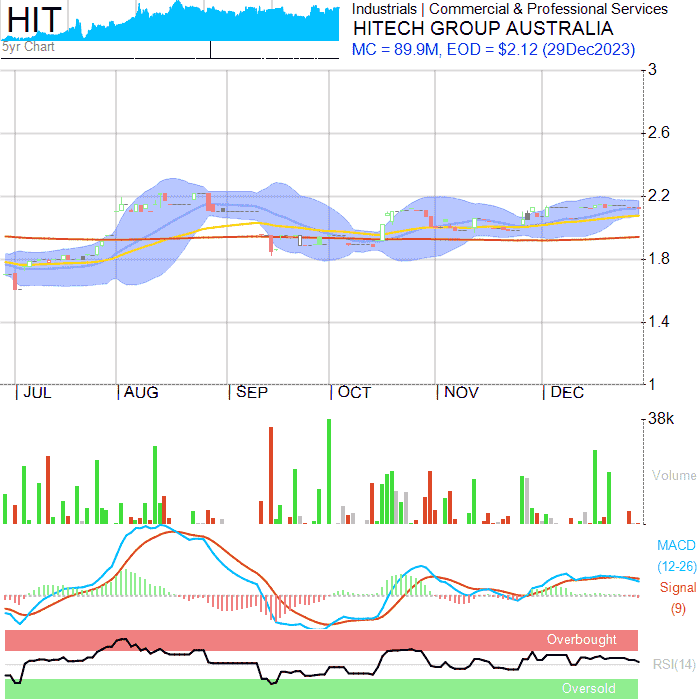 HIT
Industrials | Commercial & Professional Services
HITECH GROUP AUSTRALIA
MC = 89.9M, EOD = $2.12 (29Dec2023)
5yr Chart
3
2.6
2.2
1.8
1.4
1
JUL AUG SEP OCT NOV DEC
38k
Volume
MACD
(12-26)
Signal
(9)
Overbought
RSI(14)
Oversold